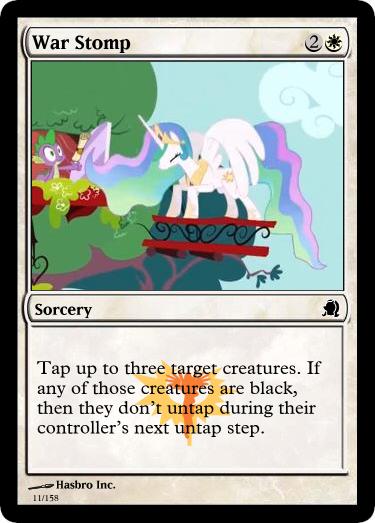 War Stomp 2
Sorcery
Tap up to three target creatures. If
any of those creatures are black,
then they don't untap during their
controller's next untap step.
Hasbro Inc.
11/158